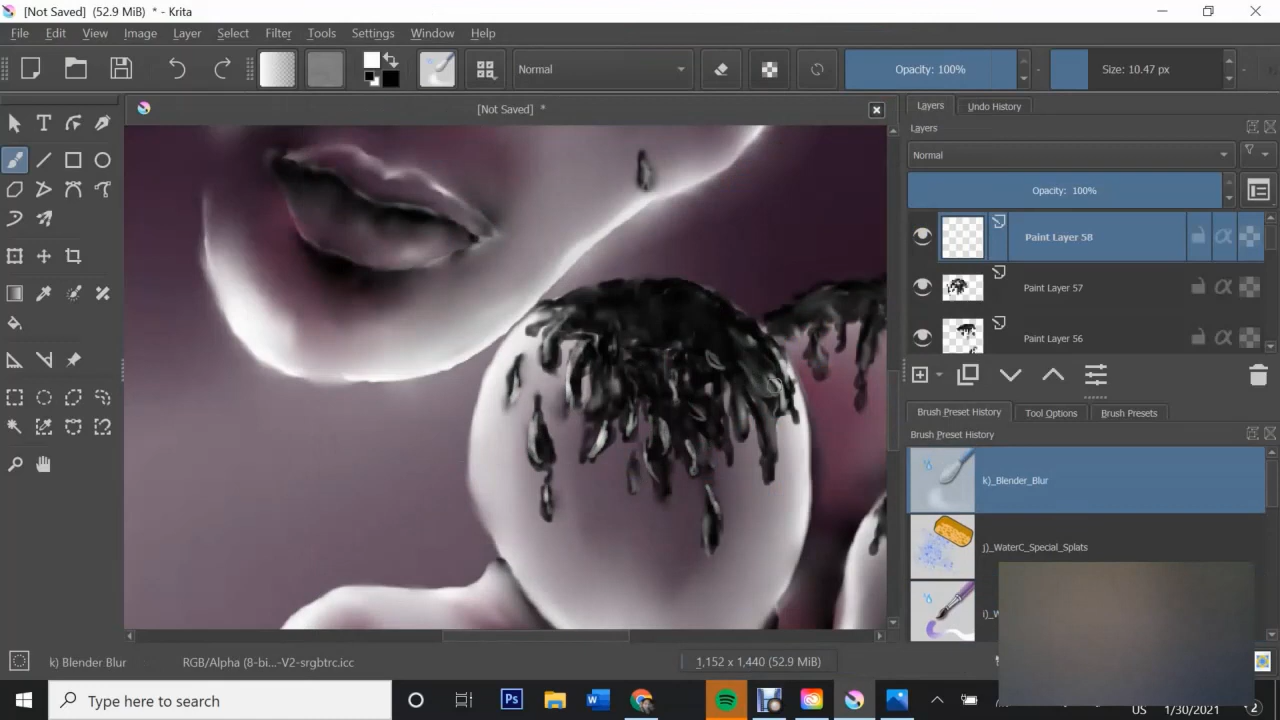 [Not Saved] (52.9 MiB) * - Krita
File Edit View Image Layer Select Filter Tools Settings Window Help
Normal Opacity: 100% Size: 10.47 px
[Not Saved] *
Layers Undo History
Layers
Normal
Opacity: 100%
Paint Layer 58
Paint Layer 57
Paint Layer 56
Brush Preset History Tool Options Brush Presets
Brush Preset History
k)_Blender_Blur
j)_WaterC_Special_Splats
k) Blender Blur RGB/Alpha (8-bi...-V2-srgbtrc.icc 1,152 x 1,440 (52.9 MiB)
Type here to search
Ps
US 1/30/2021 2